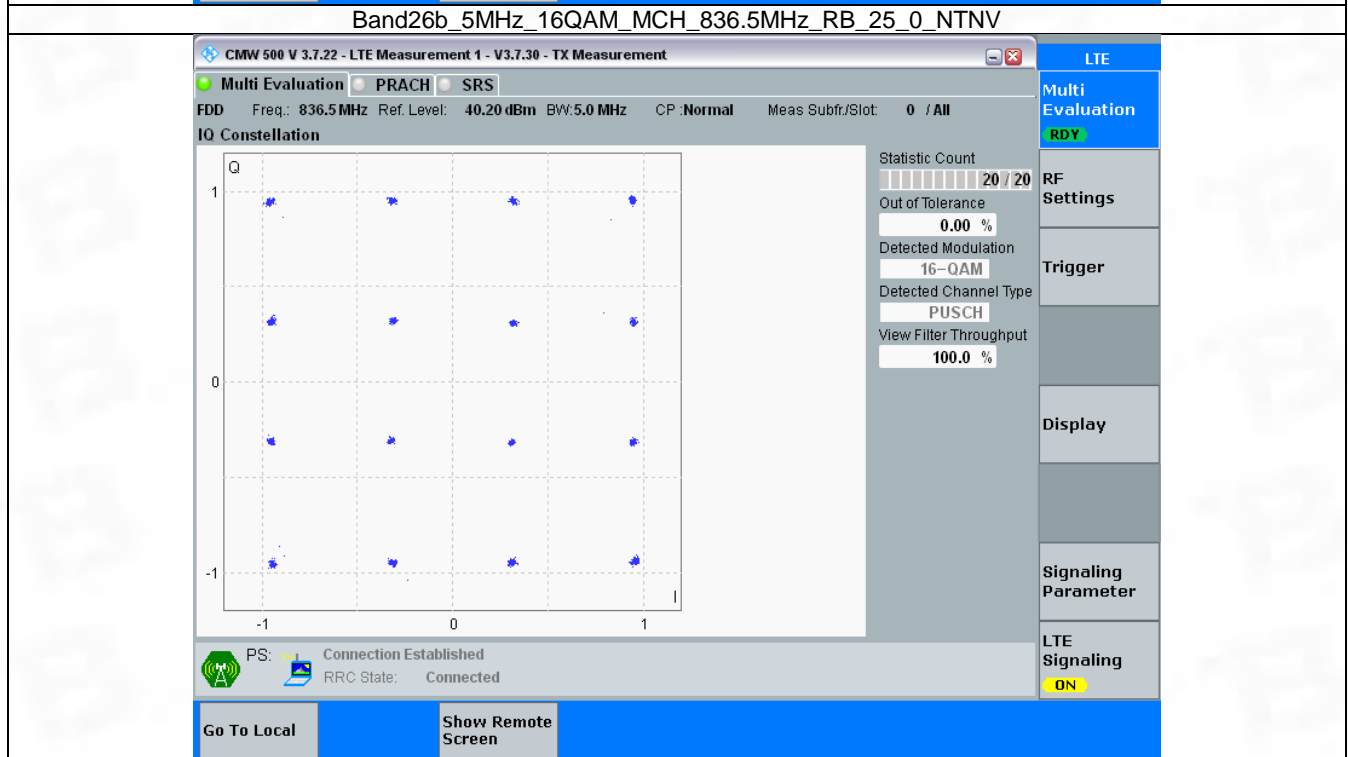 Band26b_5MHz_16QAM_MCH_836.5MHz_RB_25_0_NTNV
CMW 500 V 3.7.22 - LTE Measurement 1 - V3.7.30 - TX Measurement
LTE
Multi Evaluation PRACH SRS
Multi
Evaluation
RDY
FDD Freq.: 836.5 MHz Ref. Level: 40.20 dBm BW:5.0 MHz CP :Normal Meas Subfr./Slot: 0 / All
IQ Constellation
Q
1
0
-1
I
-1 0 1
Statistic Count
20 / 20
Out of Tolerance
0.00 %
Detected Modulation
16-QAM
Detected Channel Type
PUSCH
View Filter Throughput
100.0 %
RF
Settings
Trigger
Display
Signaling
Parameter
LTE
Signaling
ON
PS: Connection Established
RRC State: Connected
Go To Local
Show Remote
Screen